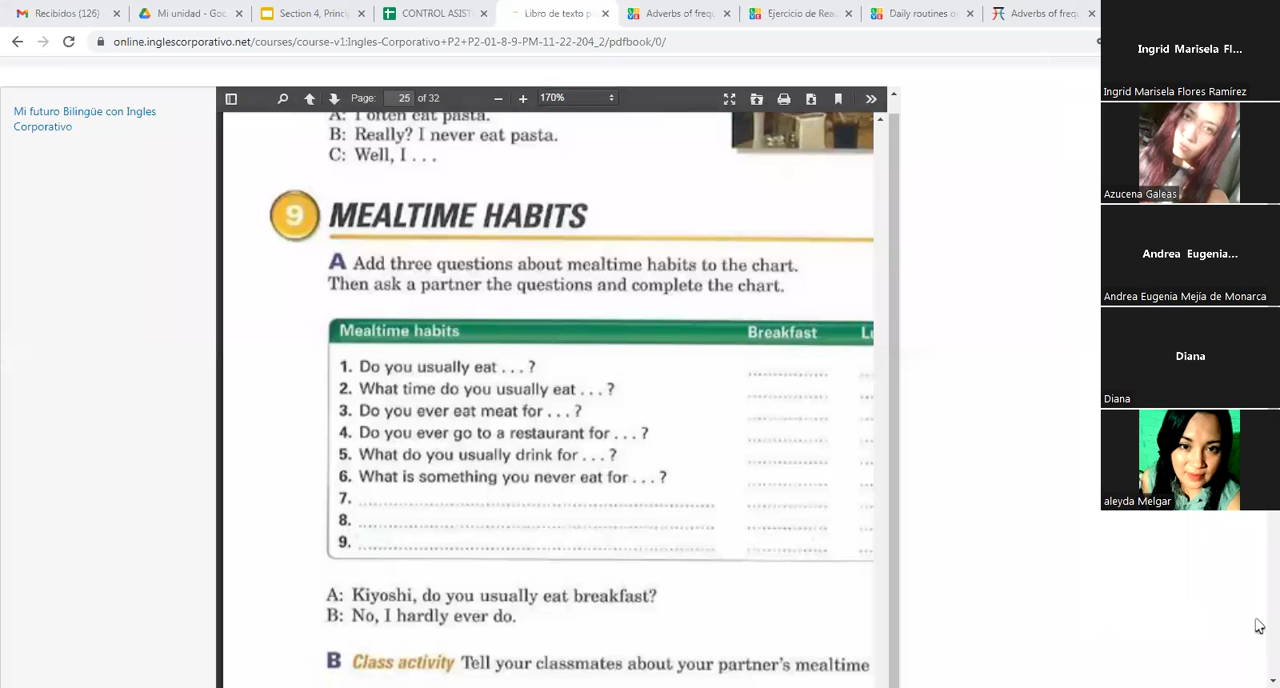 Recibidos (126)
Mi unidad - Goo
Section 4, Princi
CONTROL ASIST
Libro de texto p
Adverbs of frequ
Ejercicio de Rea
Daily routines d
Adverbs of freq
online.inglescorporativo.net/courses/course-v1:Ingles-Corporativo+P2+P2-01-8-9-PM-11-22-204_2/pdfbook/0/
Mi futuro Bilingüe con Ingles
Corporativo
Page: 25 of 32
170%
A: I often eat pasta.
B: Really? I never eat pasta.
C: Well, I . . .
9 MEALTIME HABITS
A Add three questions about mealtime habits to the chart.
Then ask a partner the questions and complete the chart.
Mealtime habits Breakfast Lu
1. Do you usually eat . . . ?
2. What time do you usually eat . . . ?
3. Do you ever eat meat for . . . ?
4. Do you ever go to a restaurant for . . . ?
5. What do you usually drink for . . . ?
6. What is something you never eat for . . . ?
7.
8.
9.
A: Kiyoshi, do you usually eat breakfast?
B: No, I hardly ever do.
B Class activity Tell your classmates about your partner's mealtime
Ingrid Marisela Fl...
Ingrid Marisela Flores Ramírez
Azucena Galeas
Andrea Eugenia...
Andrea Eugenia Mejía de Monarca
Diana
Diana
aleyda Melgar